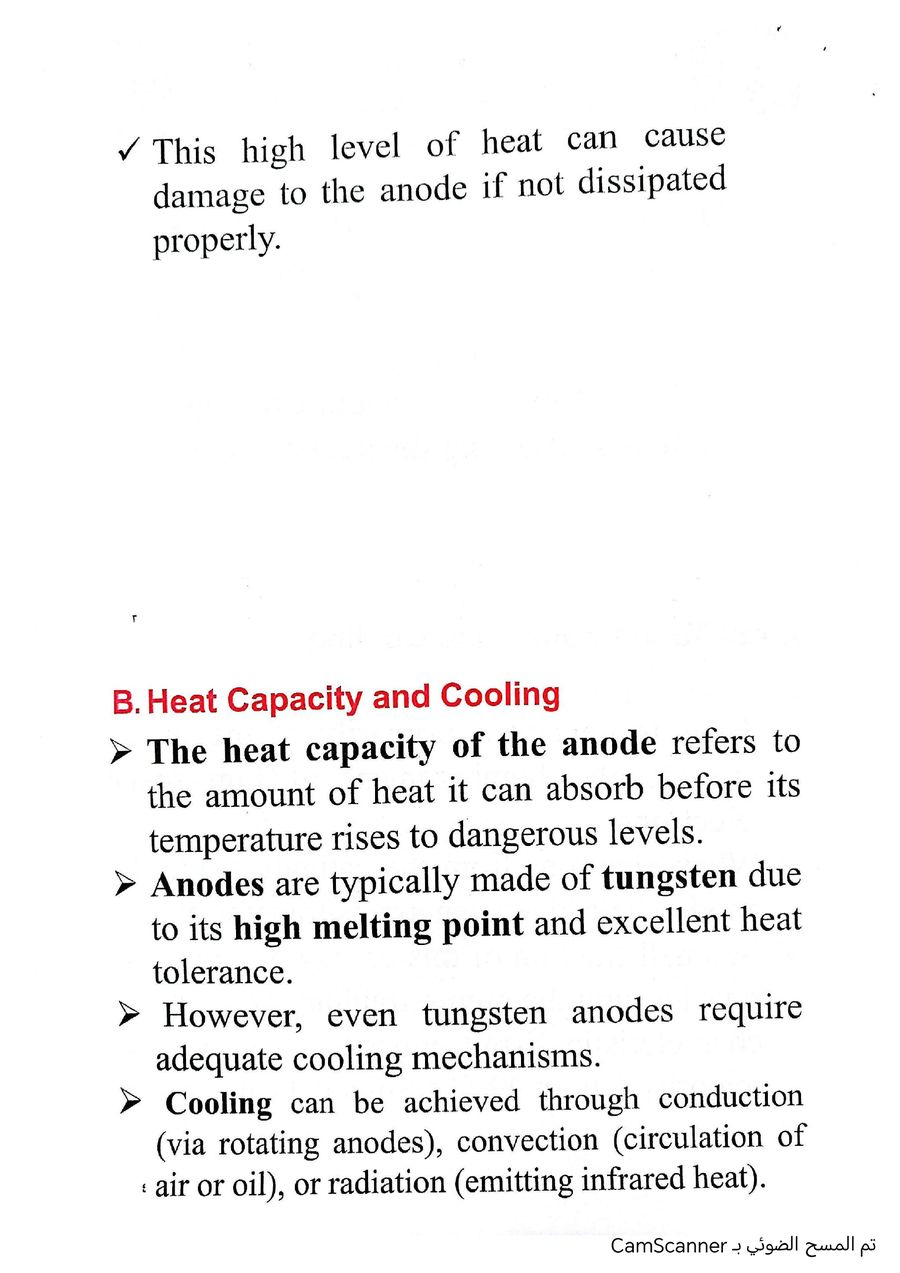 ✓ This high level of heat can cause
damage to the anode if not dissipated
properly.
٢
B. Heat Capacity and Cooling
➢ The heat capacity of the anode refers to
the amount of heat it can absorb before its
temperature rises to dangerous levels.
➢ Anodes are typically made of tungsten due
to its high melting point and excellent heat
tolerance.
➢ However, even tungsten anodes require
adequate cooling mechanisms.
➢ Cooling can be achieved through conduction
(via rotating anodes), convection (circulation of
٤ air or oil), or radiation (emitting infrared heat).
تم المسح الضوئي بـ CamScanner